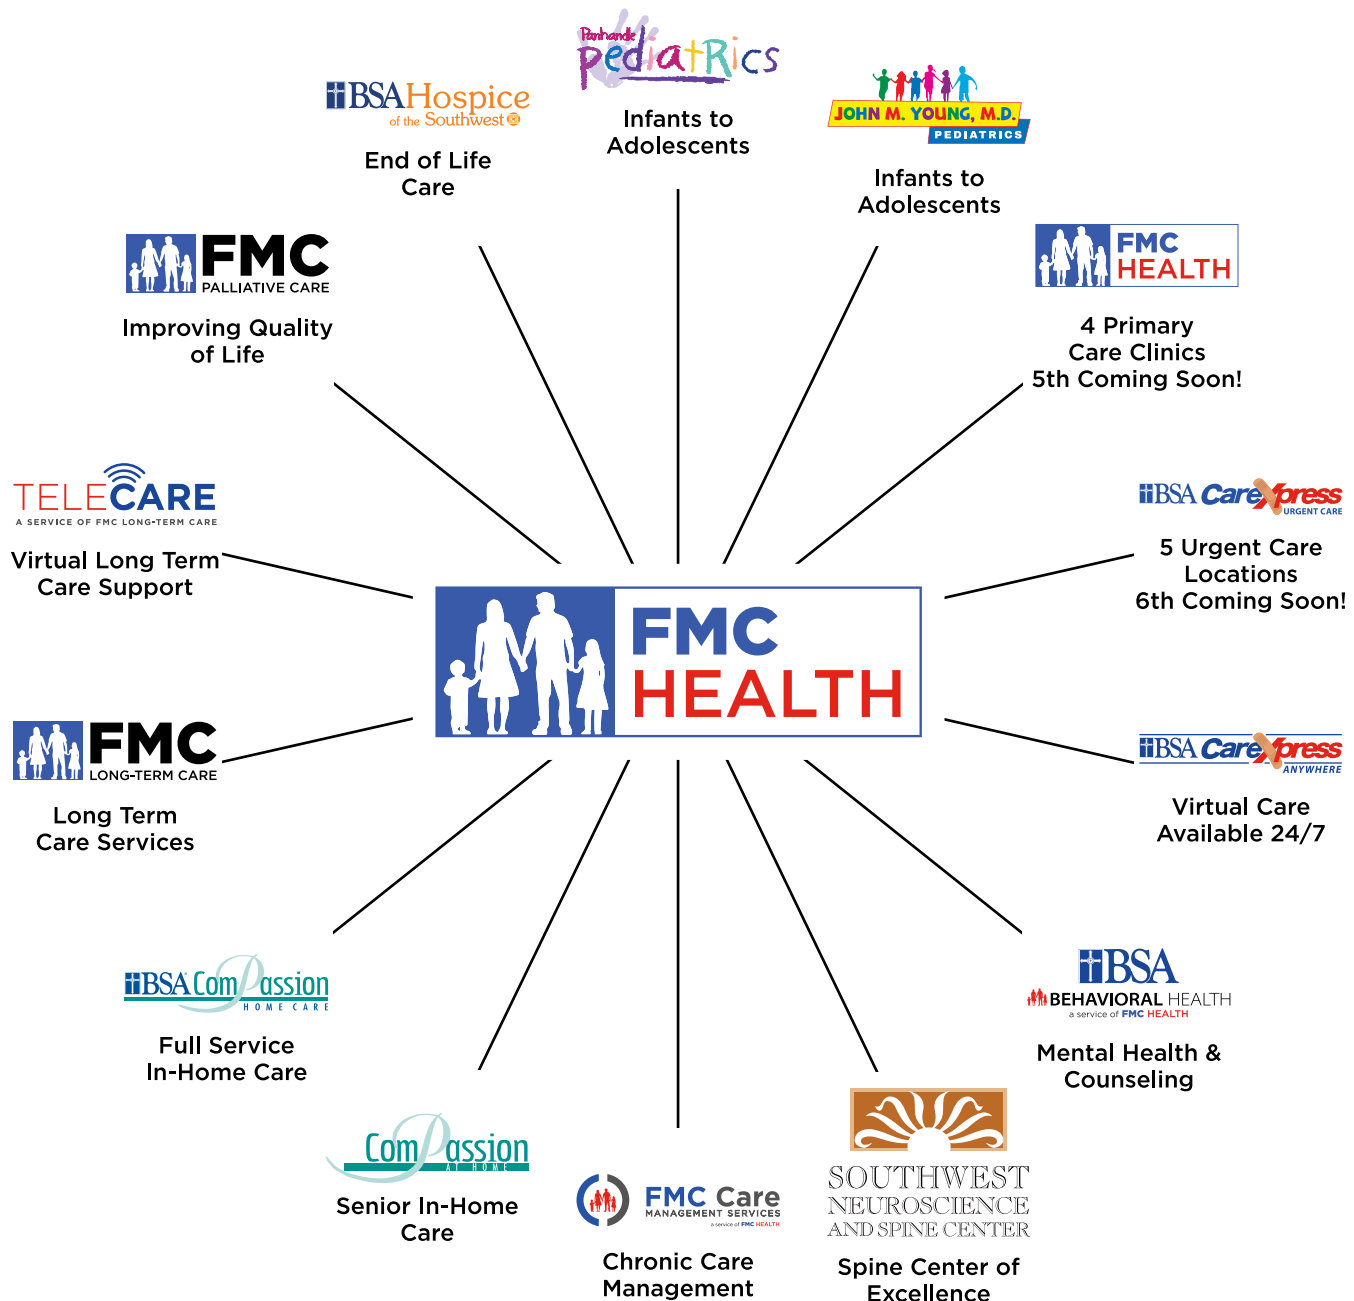 Panhandle
pediatRics
Infants to
Adolescents
JOHN M. YOUNG, M.D.
PEDIATRICS
Infants to
Adolescents
FMC
HEALTH
4 Primary
Care Clinics
5th Coming Soon!
BSA CareXpress
URGENT CARE
5 Urgent Care
Locations
6th Coming Soon!
BSA CareXpress
ANYWHERE
Virtual Care
Available 24/7
BSA
BEHAVIORAL HEALTH
a service of FMC HEALTH
Mental Health &
Counseling
SOUTHWEST
NEUROSCIENCE
AND SPINE CENTER
Spine Center of
Excellence
FMC Care
MANAGEMENT SERVICES
a service of FMC HEALTH
Chronic Care
Management
ComPassion
AT HOME
Senior In-Home
Care
BSA ComPassion
HOME CARE
Full Service
In-Home Care
FMC
LONG-TERM CARE
Long Term
Care Services
TELECARE
A SERVICE OF FMC LONG-TERM CARE
Virtual Long Term
Care Support
FMC
PALLIATIVE CARE
Improving Quality
of Life
BSA Hospice
of the Southwest
End of Life
Care
FMC
HEALTH